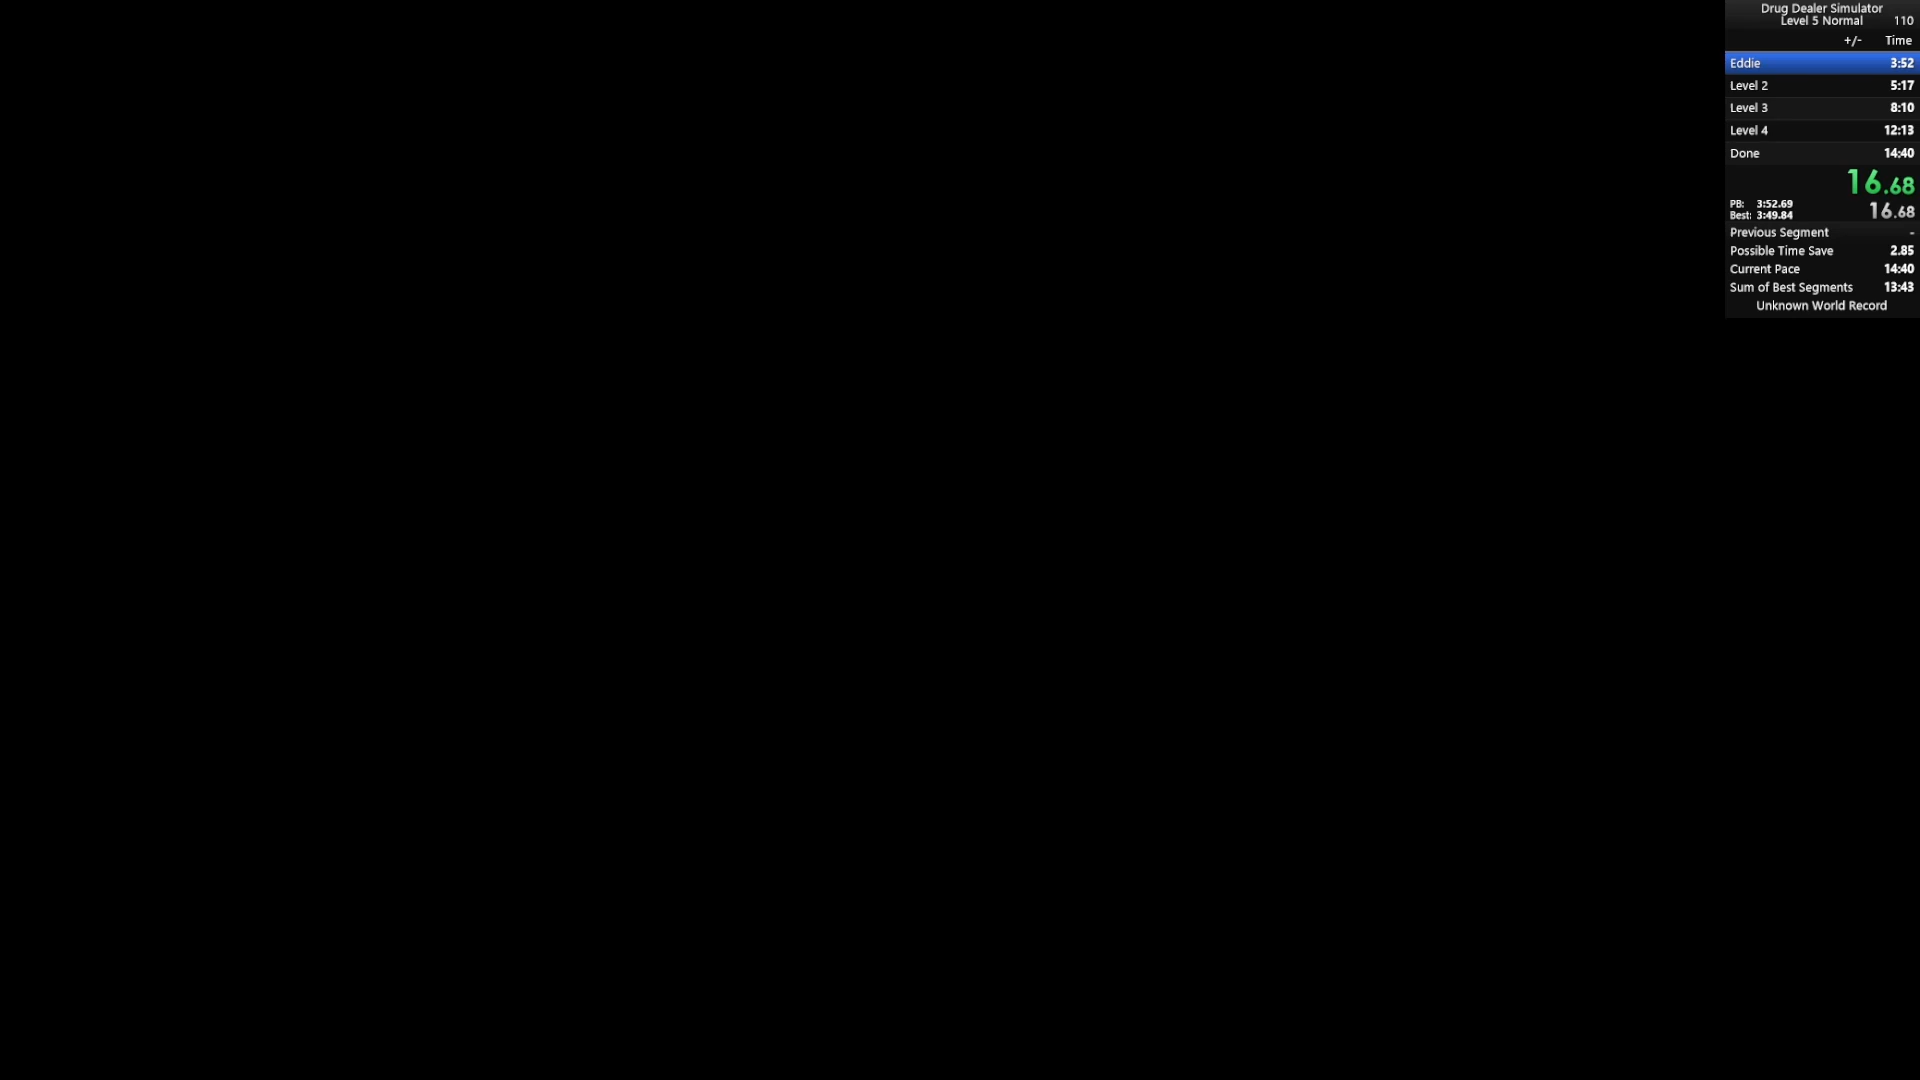 Drug Dealer Simulator
Level 5 Normal 110
+/- Time
Eddie 3:52
Level 2 5:17
Level 3 8:10
Level 4 12:13
Done 14:40
16.68
PB: 3:52.69 16.68
Best: 3:49.84
Previous Segment -
Possible Time Save 2.85
Current Pace 14:40
Sum of Best Segments 13:43
Unknown World Record